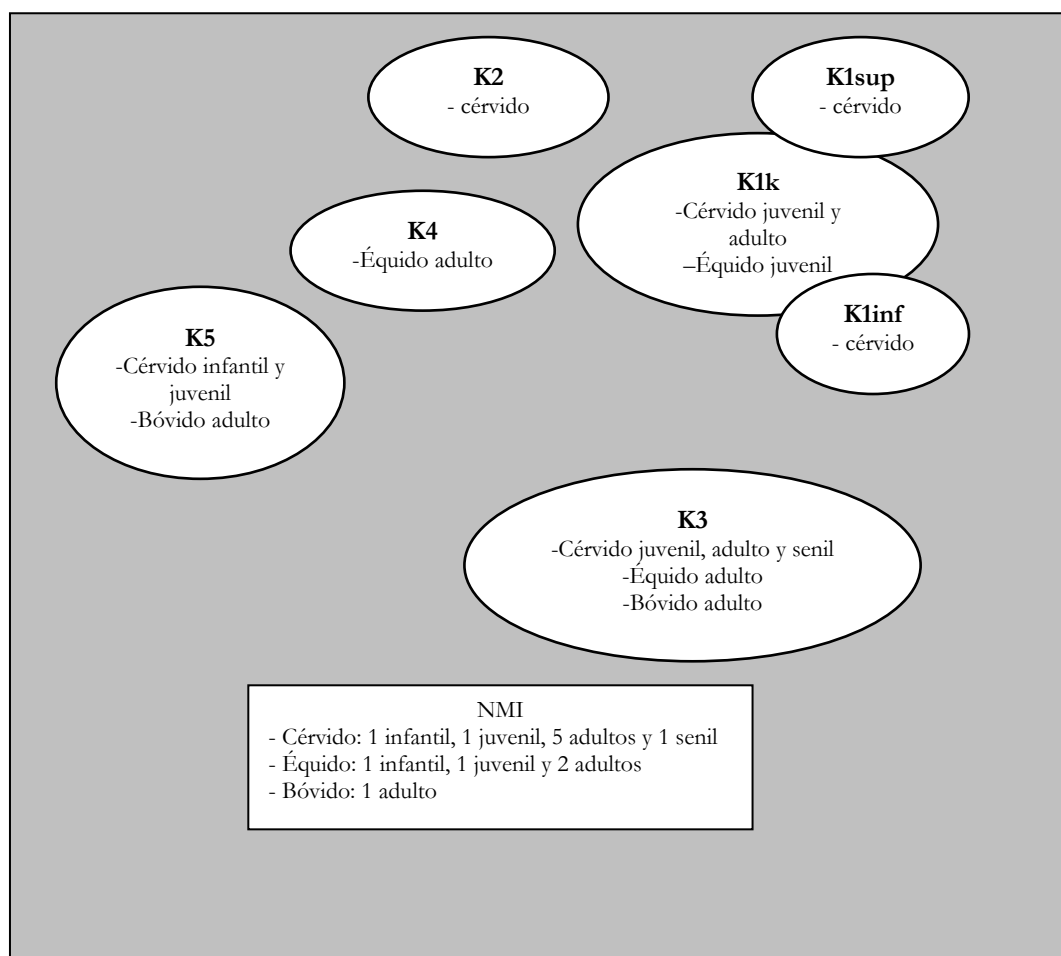 K2
- cérvido
K1sup
- cérvido
K1k
-Cérvido juvenil y
adulto
–Équido juvenil
K4
-Équido adulto
K1inf
- cérvido
K5
-Cérvido infantil y
juvenil
-Bóvido adulto
K3
-Cérvido juvenil, adulto y senil
-Équido adulto
-Bóvido adulto
NMI
- Cérvido: 1 infantil, 1 juvenil, 5 adultos y 1 senil
- Équido: 1 infantil, 1 juvenil y 2 adultos
- Bóvido: 1 adulto